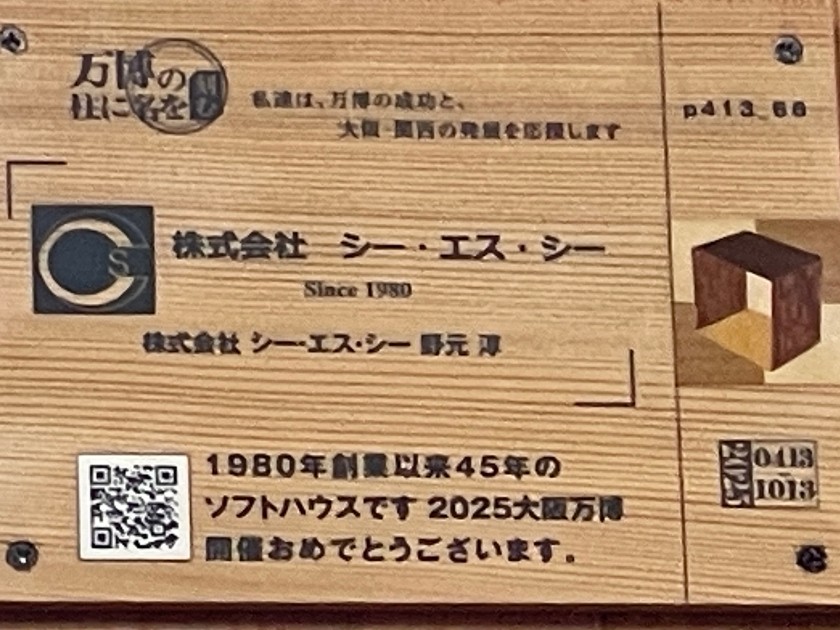 万博の
柱に名を刻む
私達は、万博の成功と、
大阪・関西の発展を応援します
p413_66
CSC
株式会社 シー・エス・シー
Since 1980
株式会社 シー・エス・シー 野元 淳
1980年創業以来45年の
ソフトハウスです 2025大阪万博
開催おめでとうございます。
2025
0413
1013